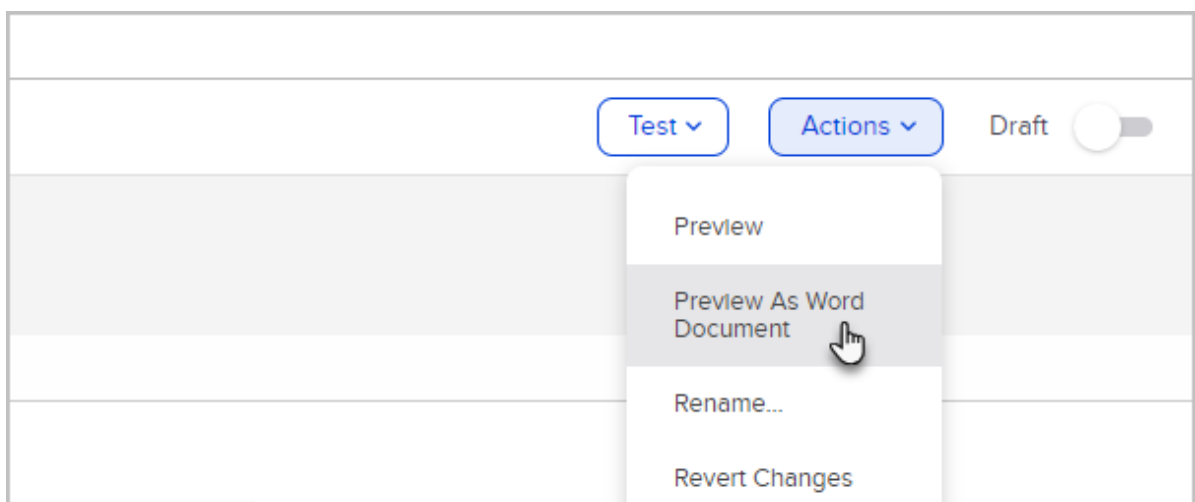 Test
Actions
Draft
Preview
Preview As Word
Document
Rename...
Revert Changes